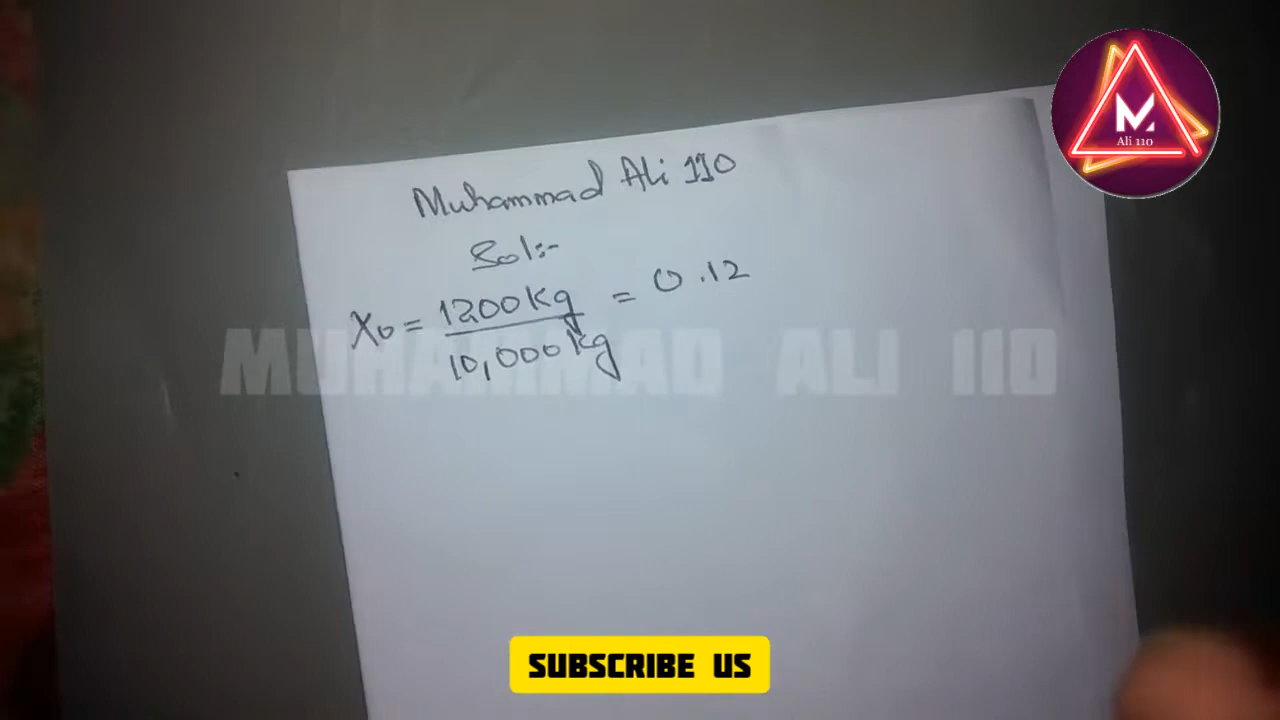 M
Ali 110
Muhammad Ali 110
Sol:-
X₀ = 1200 kg / 10,000 kg = 0.12
MUHAMMAD ALI 110
SUBSCRIBE US